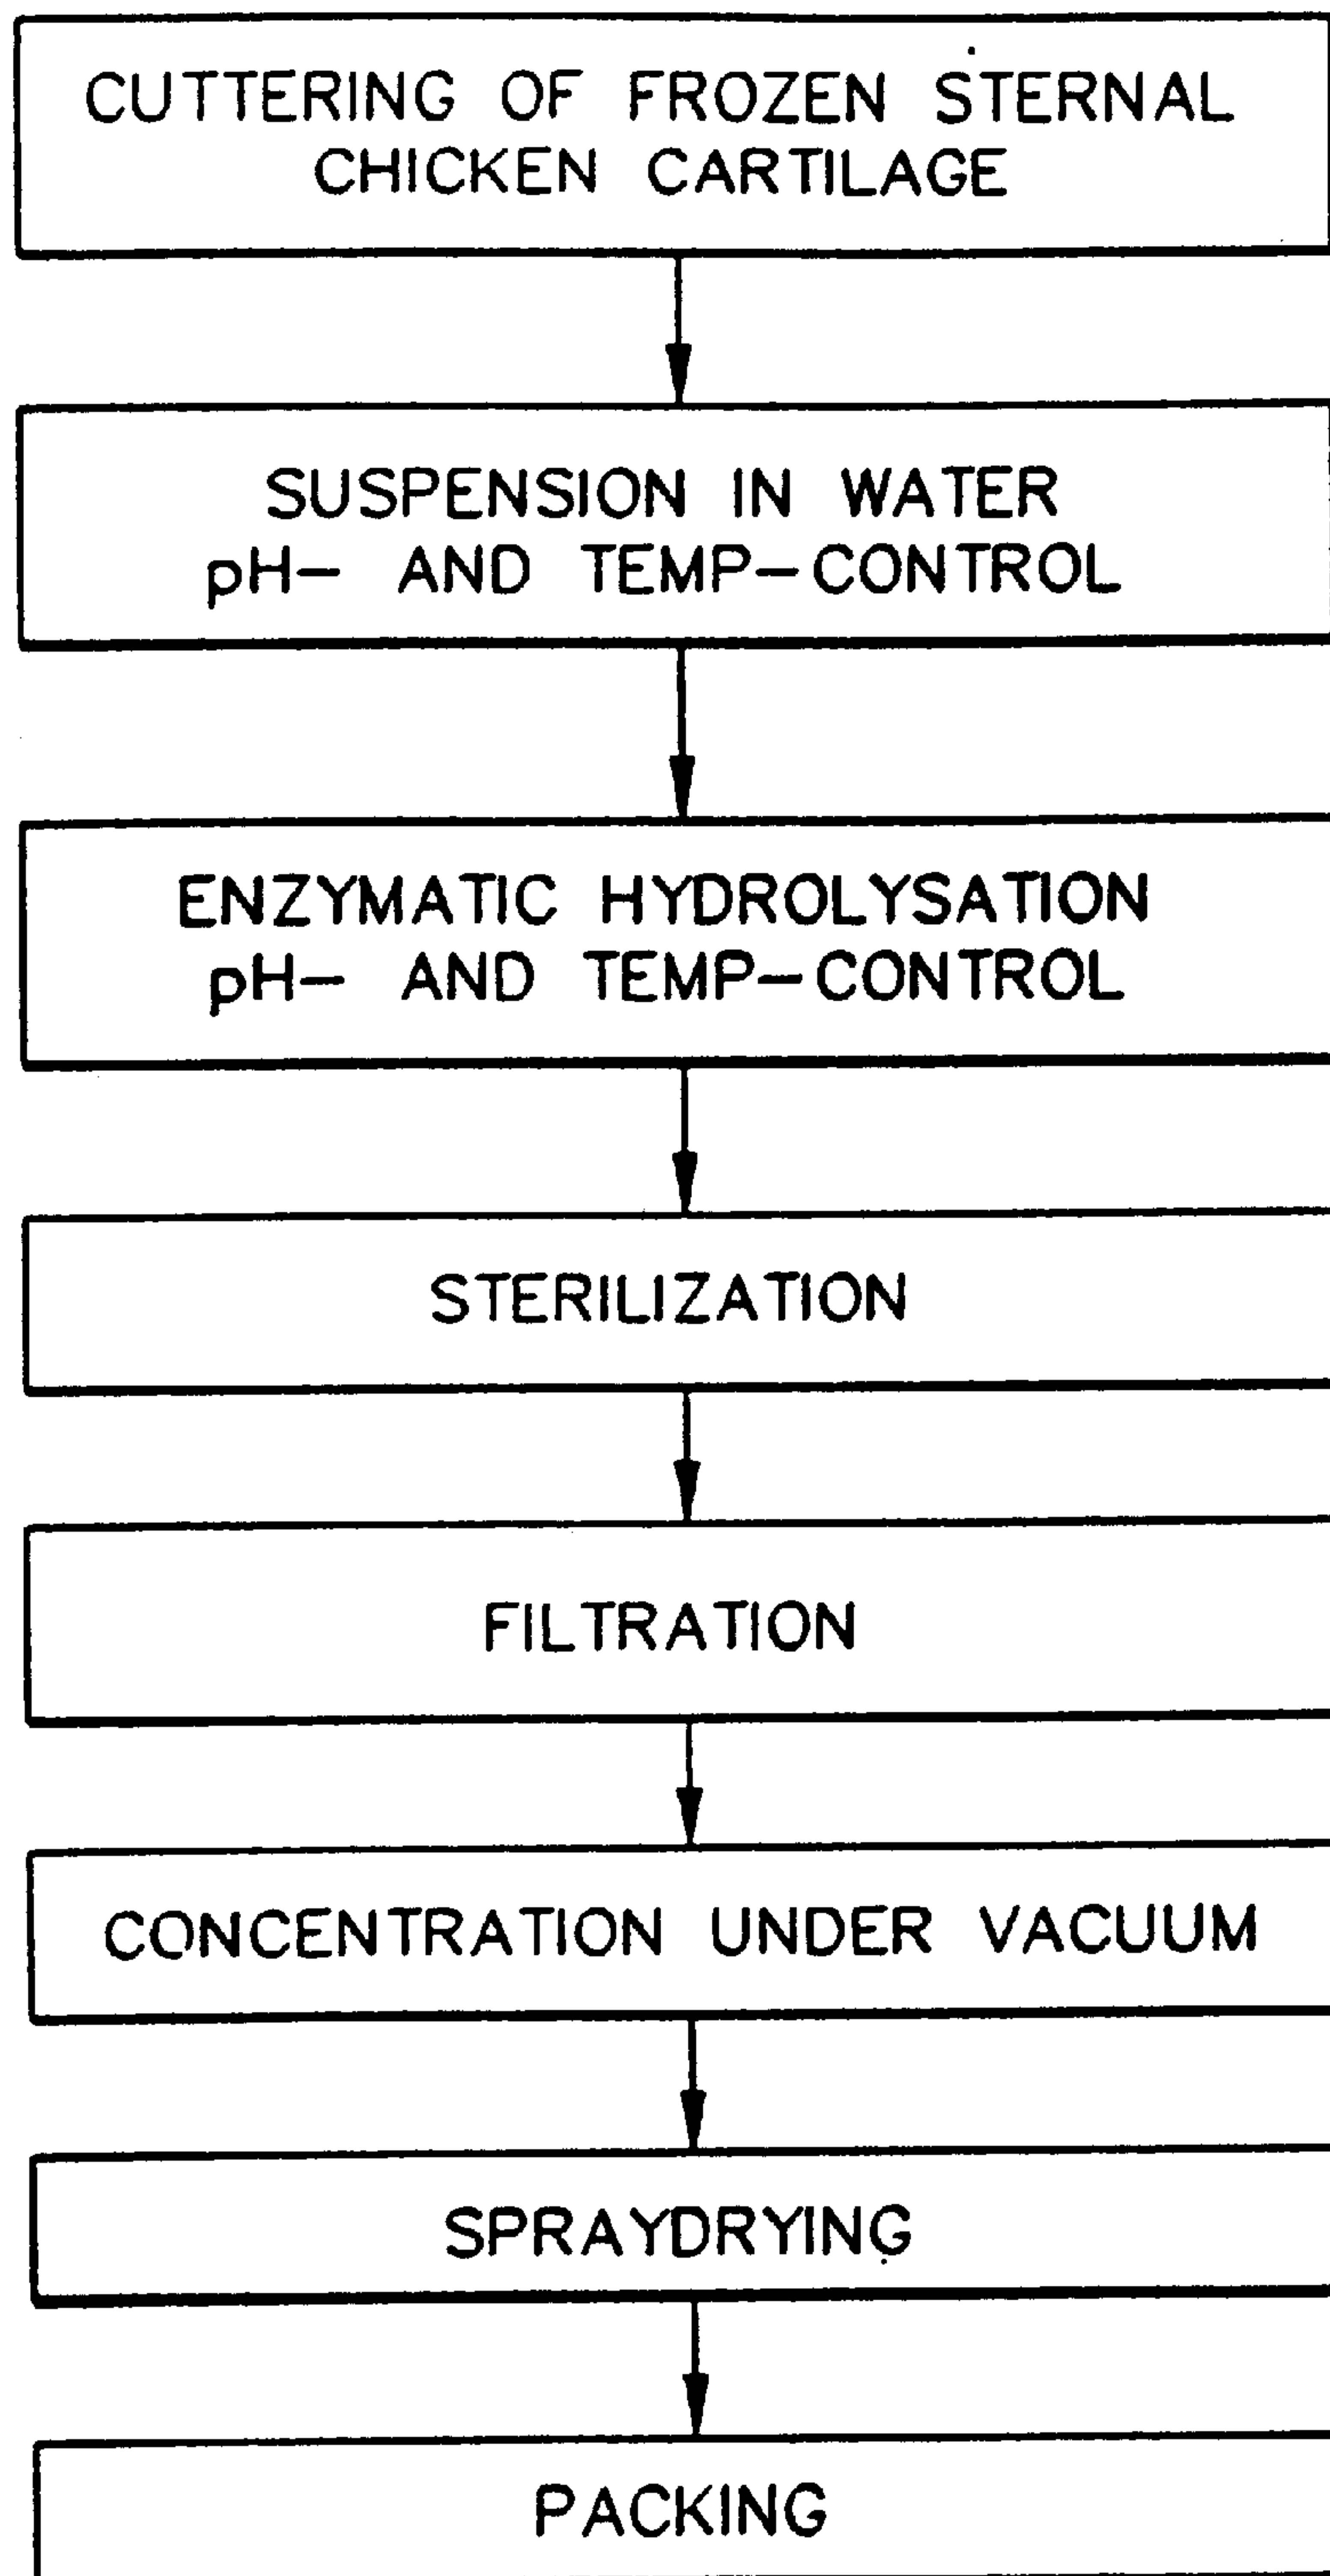 CUTTERING OF FROZEN STERNAL
CHICKEN CARTILAGE
SUSPENSION IN WATER
pH- AND TEMP-CONTROL
ENZYMATIC HYDROLYSATION
pH- AND TEMP-CONTROL
STERILIZATION
FILTRATION
CONCENTRATION UNDER VACUUM
SPRAYDRYING
PACKING